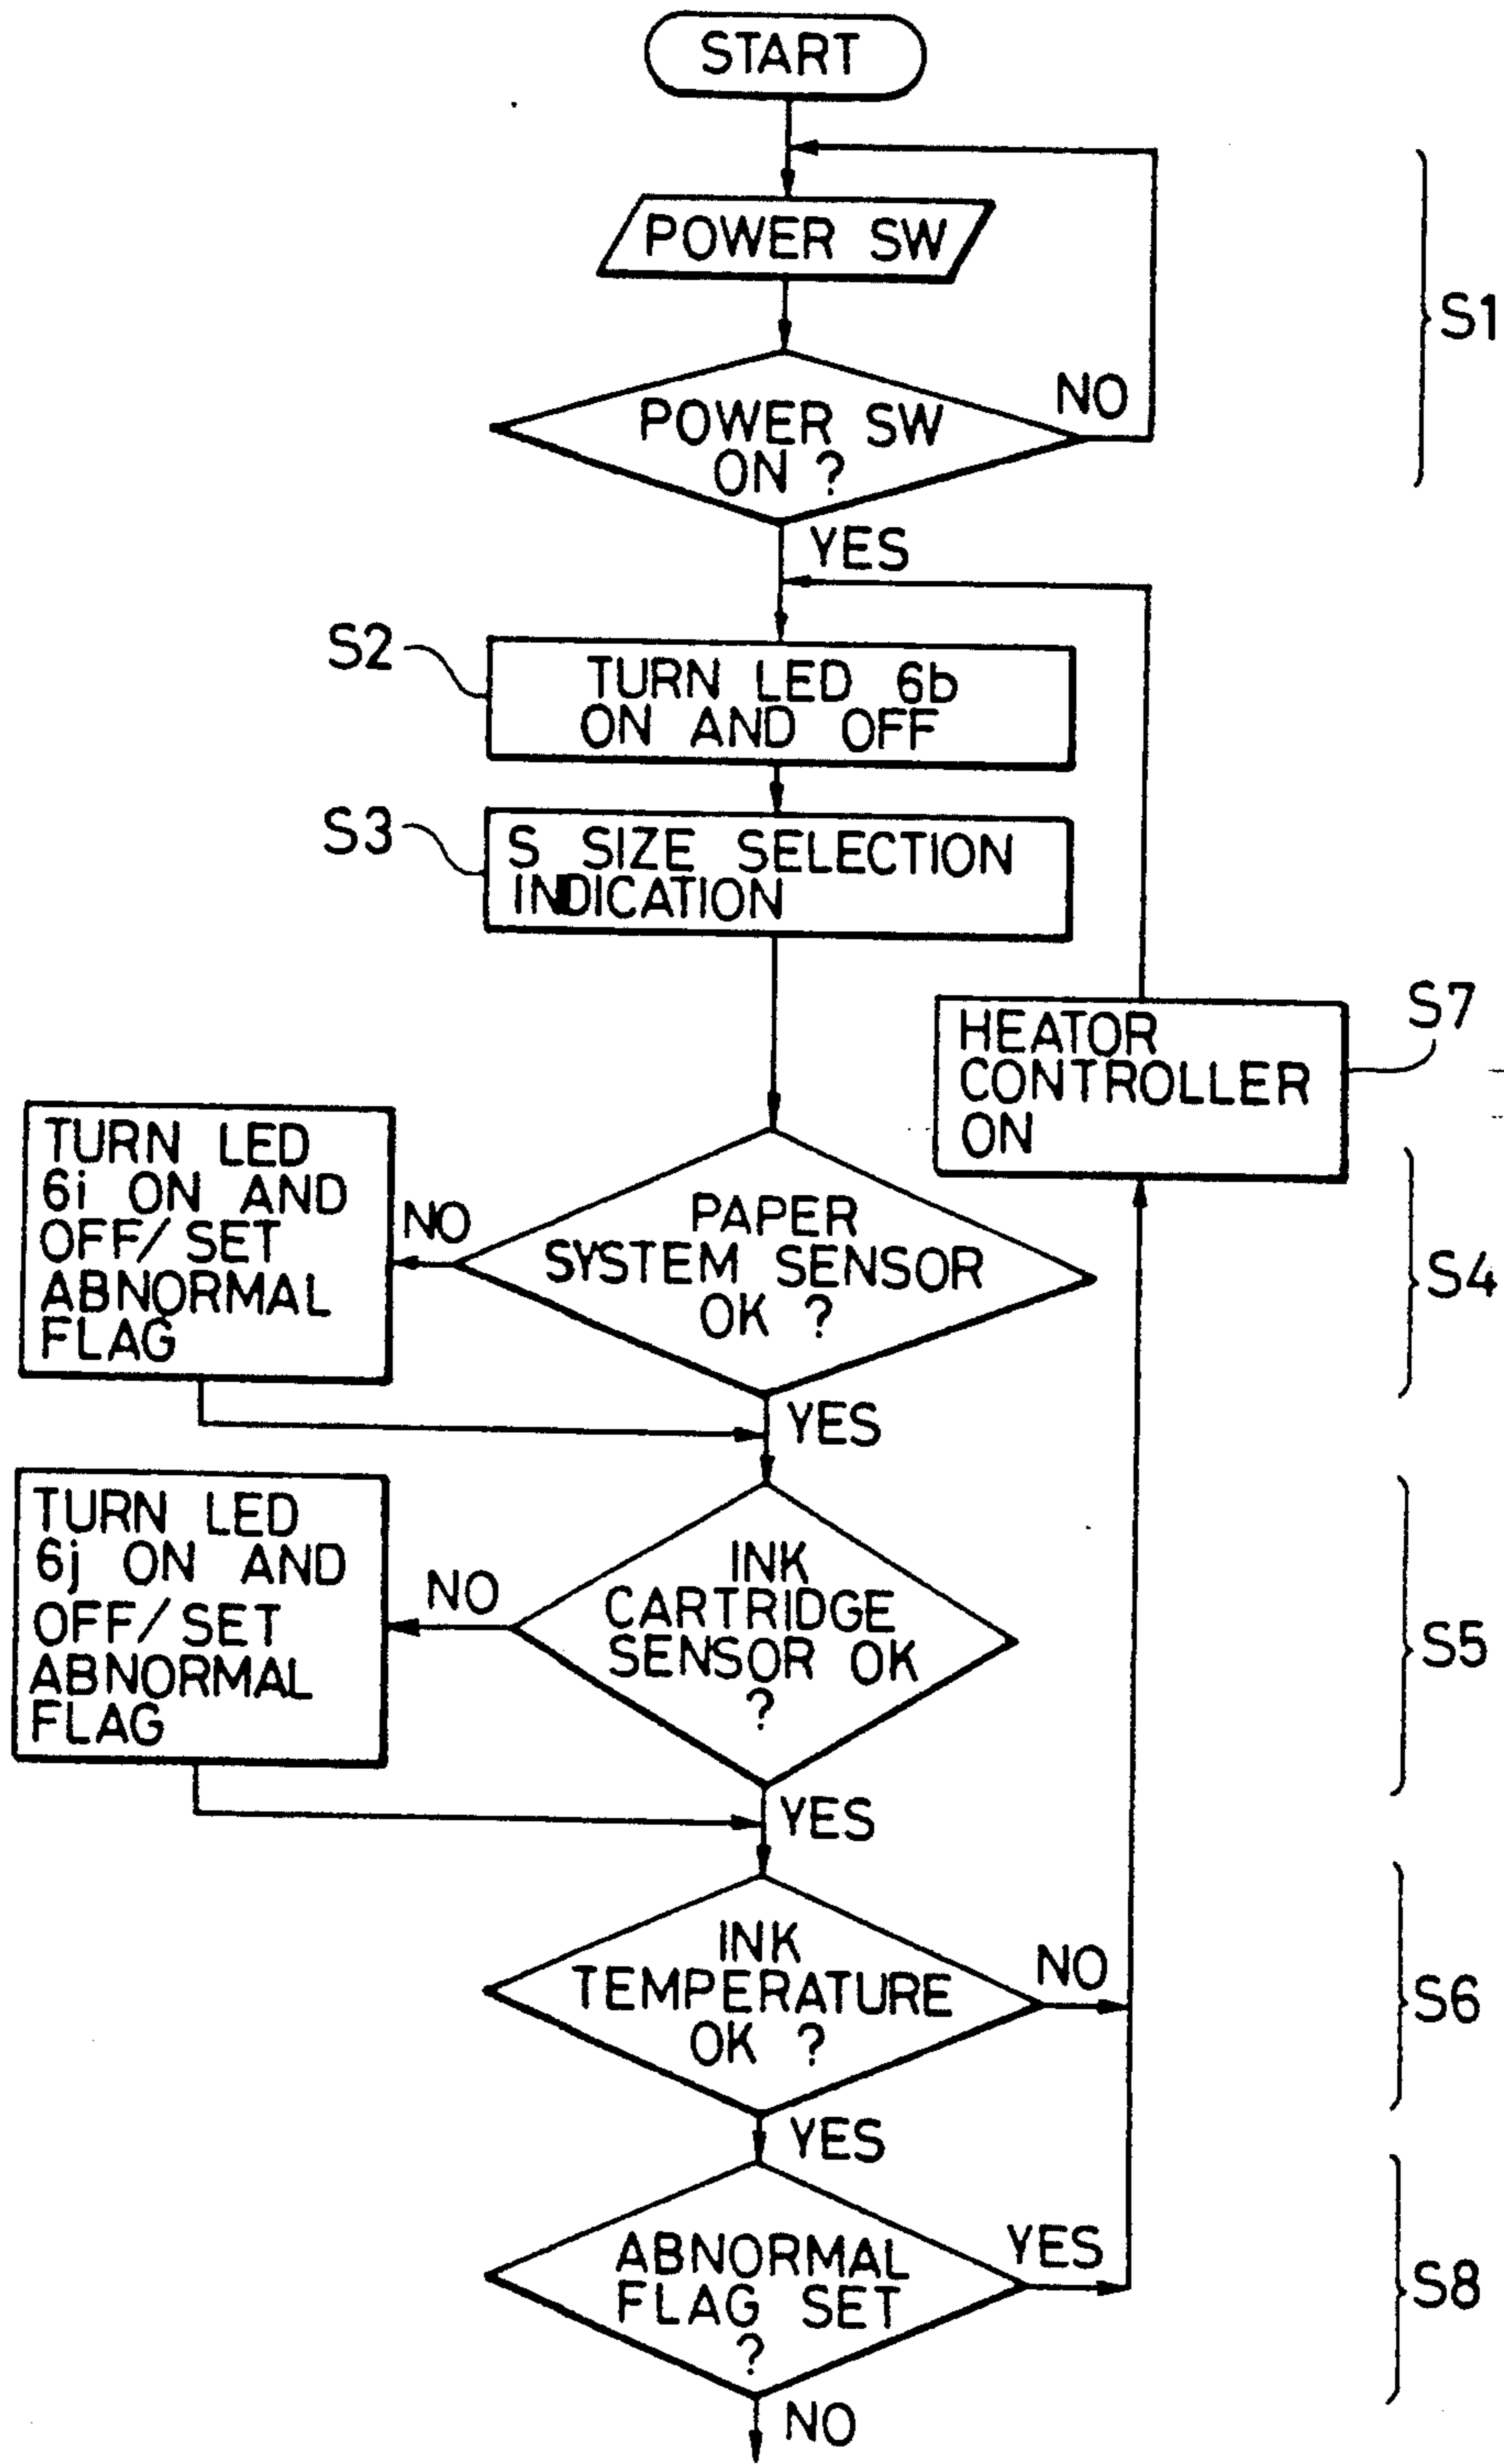 START
POWER SW
POWER SW
ON ?
NO
S1
YES
S2
TURN LED 6b
ON AND OFF
S3
S SIZE SELECTION
INDICATION
HEATOR
CONTROLLER
ON
S7
TURN LED
6i ON AND
OFF/SET
ABNORMAL
FLAG
NO
PAPER
SYSTEM SENSOR
OK ?
S4
YES
TURN LED
6j ON AND
OFF/SET
ABNORMAL
FLAG
NO
INK
CARTRIDGE
SENSOR OK
?
S5
YES
INK
TEMPERATURE
OK ?
NO
S6
YES
ABNORMAL
FLAG SET
?
YES
S8
NO